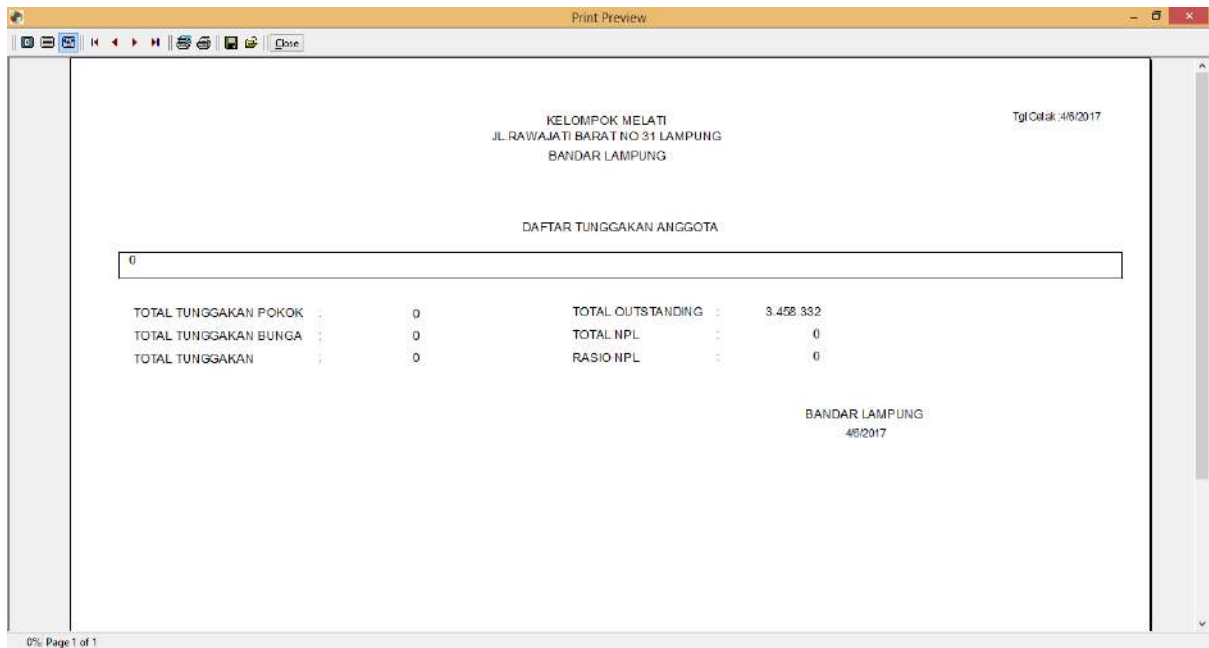 Print Preview
Close
KELOMPOK MELATI
Tgl Cetak :4/6/2017
JL.RAWAJATI BARAT NO 31 LAMPUNG
BANDAR LAMPUNG
DAFTAR TUNGGAKAN ANGGOTA
0
TOTAL TUNGGAKAN POKOK : 0 TOTAL OUTSTANDING : 3.458.332
TOTAL TUNGGAKAN BUNGA : 0 TOTAL NPL : 0
TOTAL TUNGGAKAN : 0 RASIO NPL : 0
BANDAR LAMPUNG
4/6/2017
0% Page 1 of 1